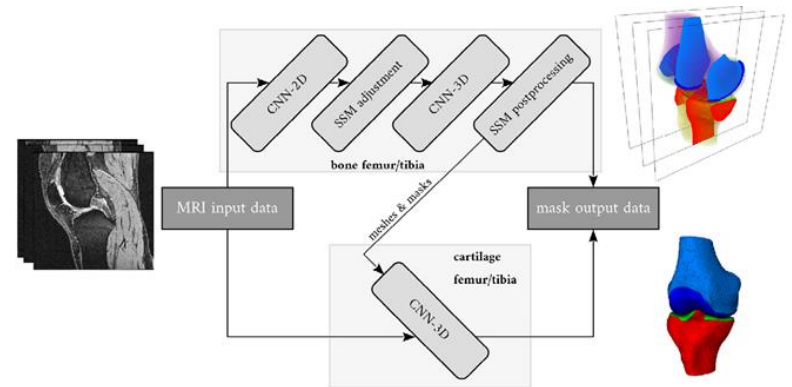 CNN-2D
SSM adjustment
CNN-3D
SSM postprocessing
bone femur/tibia
MRI input data
meshes & masks
mask output data
cartilage
femur/tibia
CNN-3D